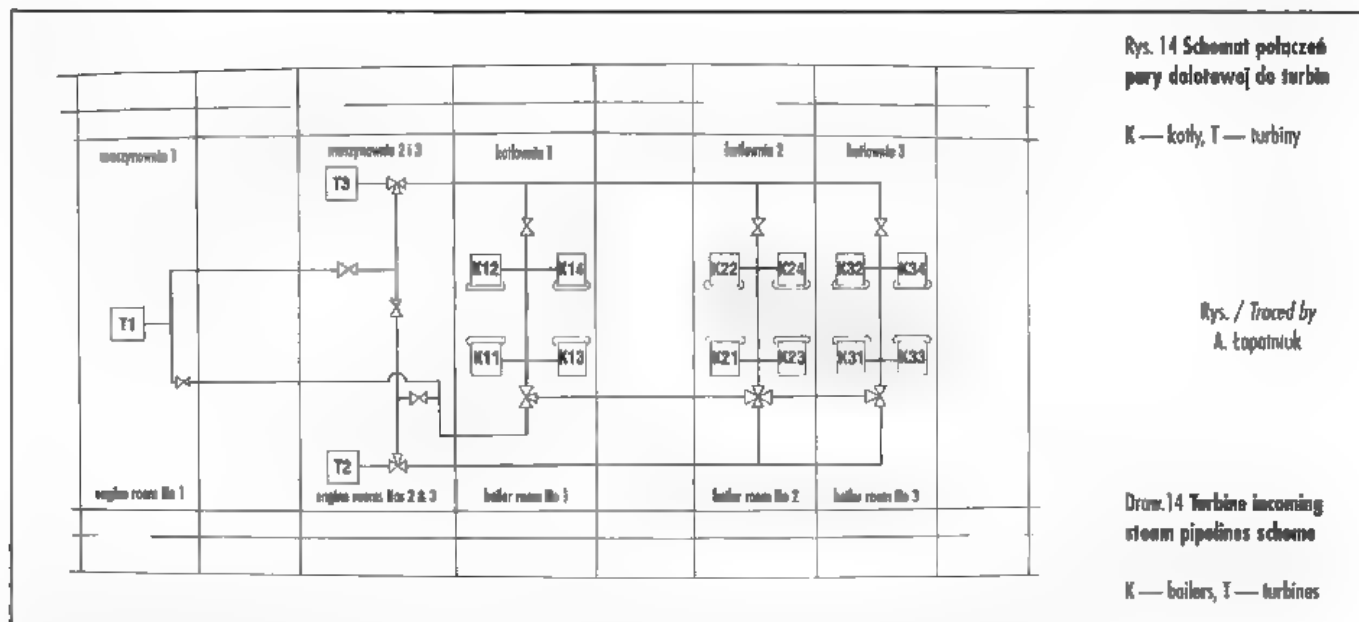 Rys. 14 Schemat połączeń
pary dolotowej do turbin
K — kotły, T — turbiny
maszynownia 1
maszynownia 2 i 3
kotłownia 1
kotłownia 2
kotłownia 3
T3
K12
K14
K22
K24
K32
K34
T1
Rys. / Traced by
A. Łapatniuk
K11
K13
K21
K23
K31
K33
T2
engine room No 1
engine rooms Nos 2 & 3
boiler room No 1
boiler room No 2
boiler room No 3
Draw.14 Turbine incoming
steam pipelines scheme
K — boilers, T — turbines